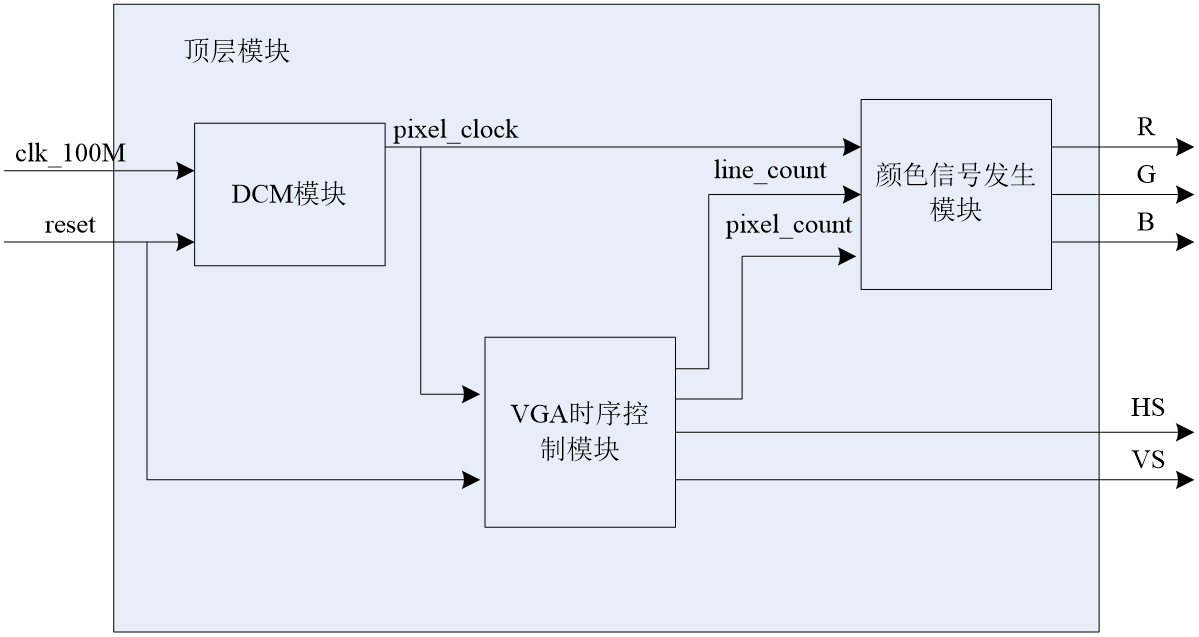 顶层模块
clk_100M
reset
DCM模块
pixel_clock
line_count
pixel_count
颜色信号发生
模块
R
G
B
VGA时序控
制模块
HS
VS